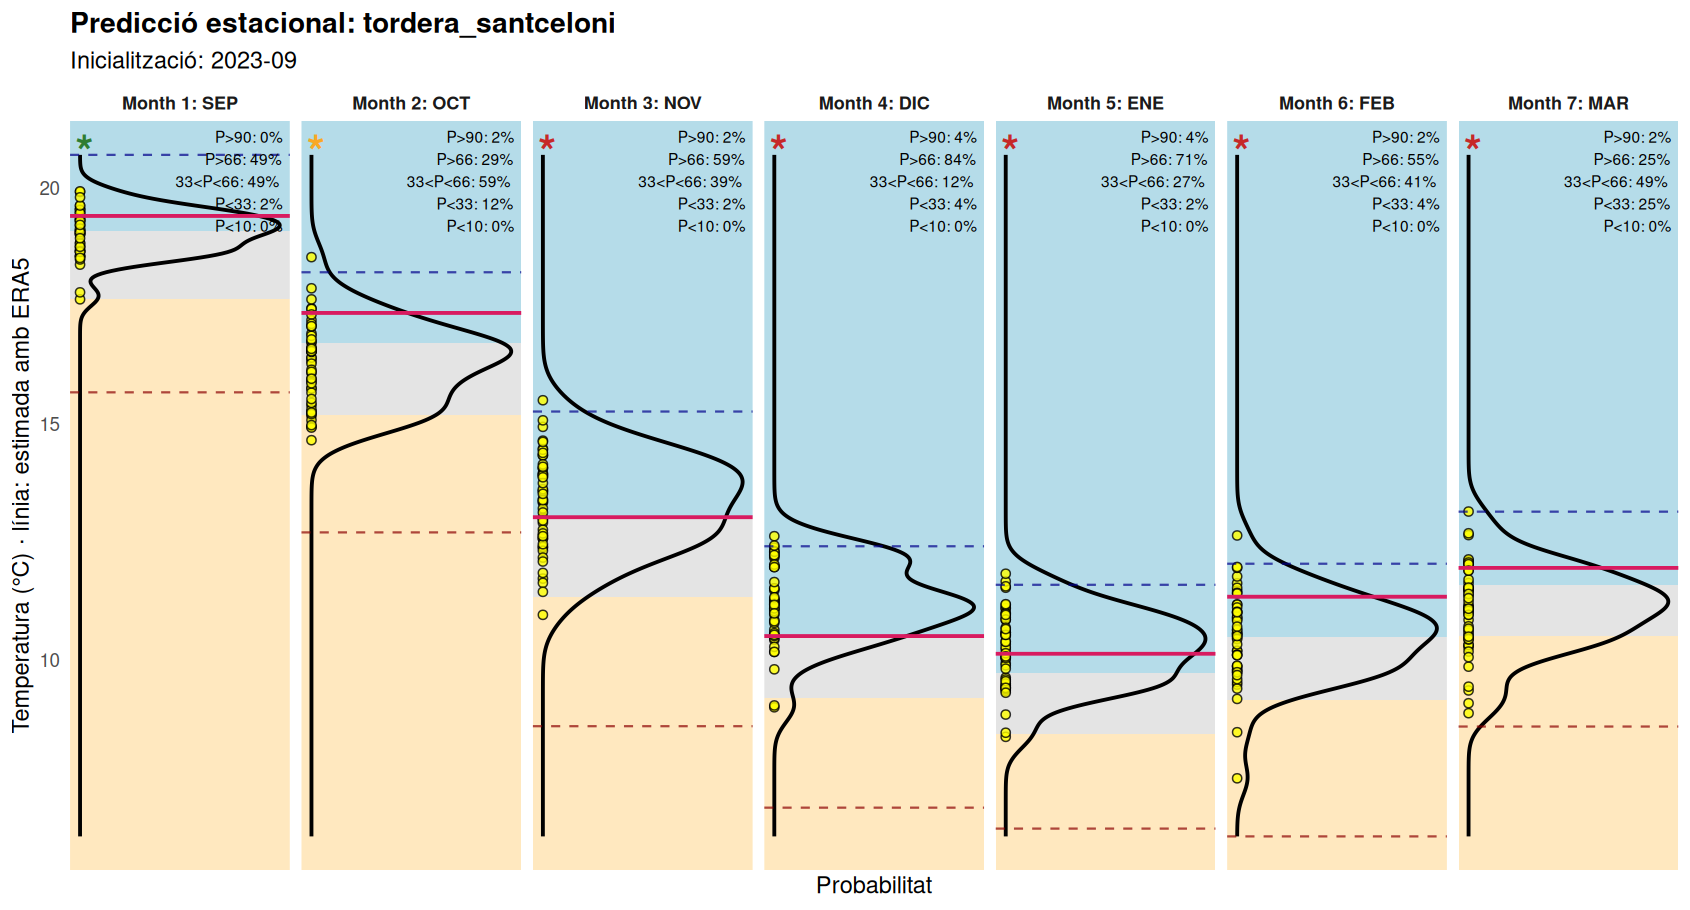 Predicció estacional: tordera_santceloni
Inicialització: 2023-09
Month 1: SEP
Month 2: OCT
Month 3: NOV
Month 4: DIC
Month 5: ENE
Month 6: FEB
Month 7: MAR
*
P>90: 0%
P>66: 49%
33<P<66: 49%
P<33: 2%
P<10: 0%
*
P>90: 2%
P>66: 29%
33<P<66: 59%
P<33: 12%
P<10: 0%
*
P>90: 2%
P>66: 59%
33<P<66: 39%
P<33: 2%
P<10: 0%
*
P>90: 4%
P>66: 84%
33<P<66: 12%
P<33: 4%
P<10: 0%
*
P>90: 4%
P>66: 71%
33<P<66: 27%
P<33: 2%
P<10: 0%
*
P>90: 2%
P>66: 55%
33<P<66: 41%
P<33: 4%
P<10: 0%
*
P>90: 2%
P>66: 25%
33<P<66: 49%
P<33: 25%
P<10: 0%
20
15
10
Temperatura (°C) · línia: estimada amb ERA5
Probabilitat